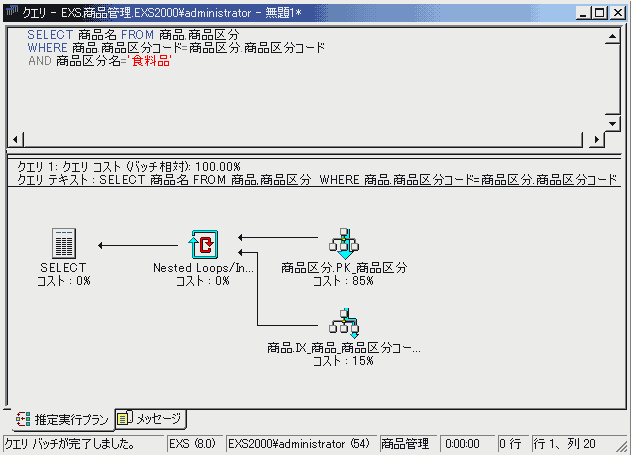 クエリ - EXS.商品管理.EXS2000¥administrator - 無題1*
SELECT 商品名 FROM 商品,商品区分
WHERE 商品.商品区分コード=商品区分.商品区分コード
AND 商品区分名='食料品'
クエリ 1: クエリ コスト (バッチ相対): 100.00%
クエリ テキスト : SELECT 商品名 FROM 商品,商品区分 WHERE 商品.商品区分コード=商品区分.商品区分コード
SELECT
コスト : 0%
Nested Loops/In...
コスト : 0%
商品区分.PK_商品区分
コスト : 85%
商品.IX_商品_商品区分コー...
コスト : 15%
推定実行プラン
メッセージ
クエリ バッチが完了しました。
EXS (8.0)
EXS2000¥administrator (54)
商品管理
0:00:00
0 行
行 1、列 20